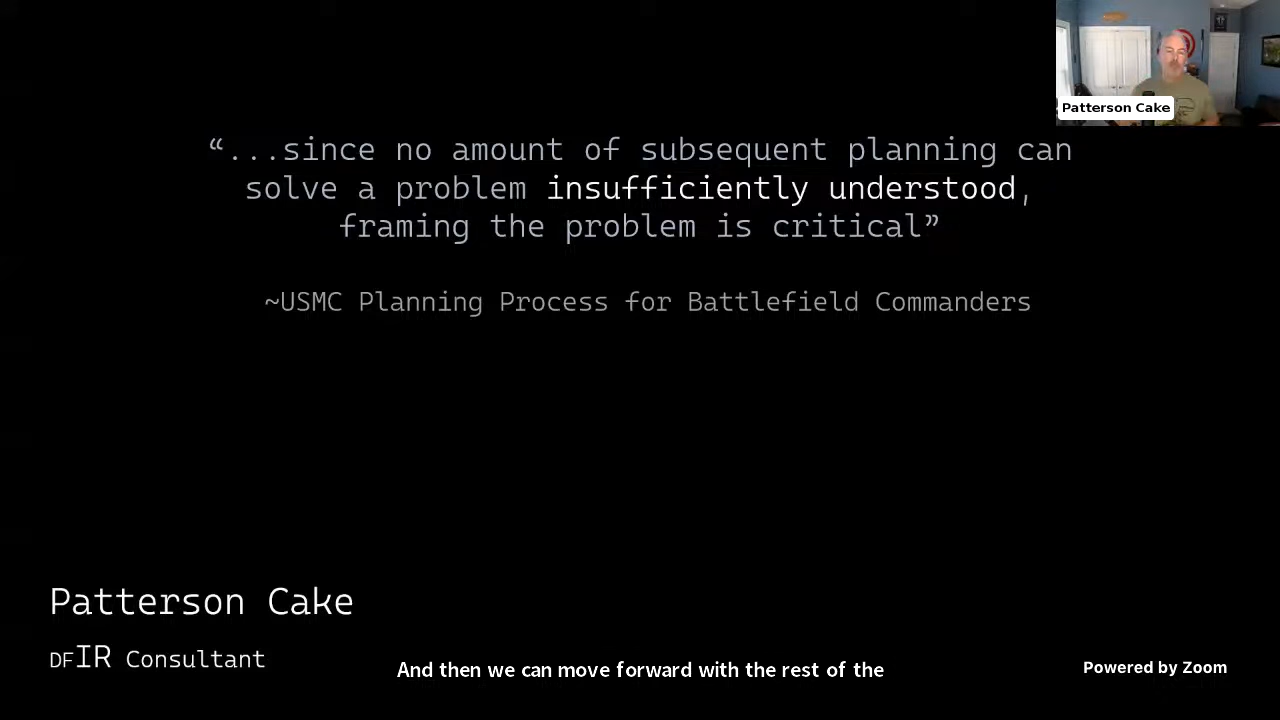 Patterson Cake
“...since no amount of subsequent planning can
solve a problem insufficiently understood,
framing the problem is critical”
~USMC Planning Process for Battlefield Commanders
Patterson Cake
DFIR Consultant
And then we can move forward with the rest of the
Powered by Zoom